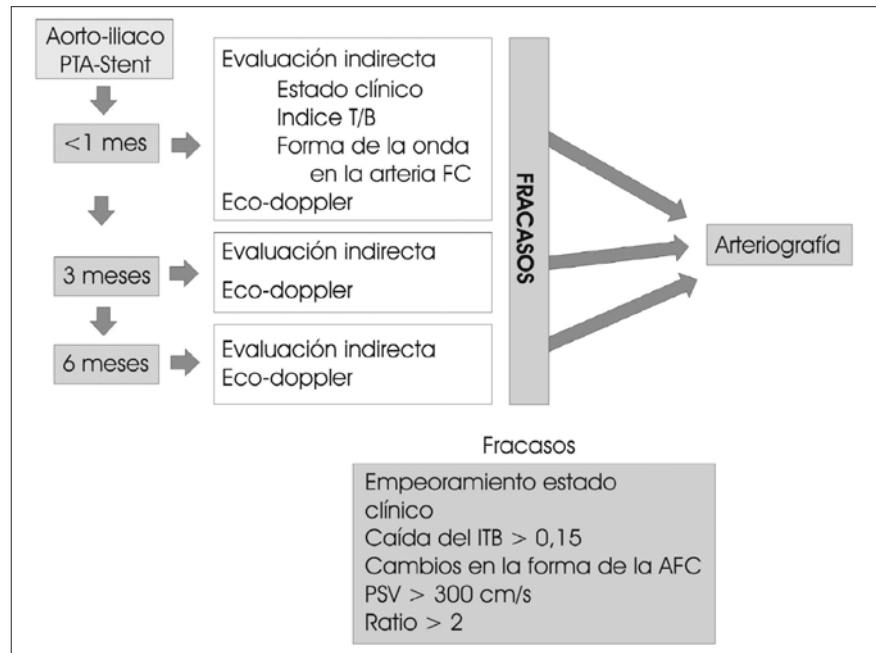 Aorto-iliaco
PTA-Stent
<1 mes
Evaluación indirecta
Estado clínico
Indice T/B
Forma de la onda
en la arteria FC
Eco-doppler
3 meses
Evaluación indirecta
Eco-doppler
6 meses
Evaluación indirecta
Eco-doppler
FRACASOS
Arteriografía
Fracasos
Empeoramiento estado
clínico
Caída del ITB > 0,15
Cambios en la forma de la AFC
PSV > 300 cm/s
Ratio > 2